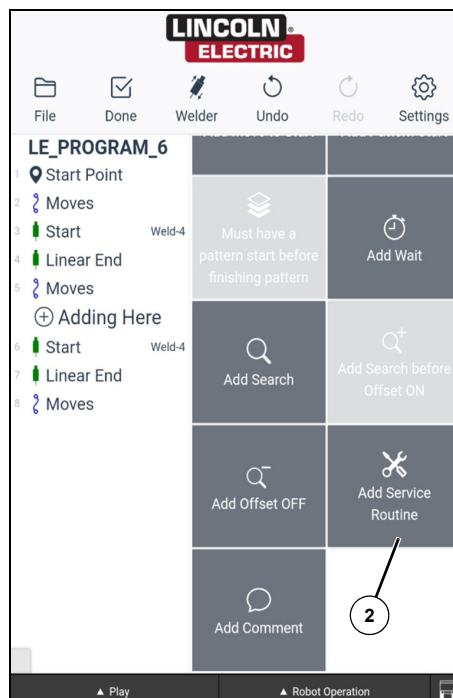 LINCOLN ®
ELECTRIC
File
Done
Welder
Undo
Redo
Settings
LE_PROGRAM_6
1 Start Point
2 Moves
3 Start Weld-4
4 Linear End
5 Moves
Adding Here
6 Start Weld-4
7 Linear End
8 Moves
Must have a
pattern start before
finishing pattern
Add Wait
Add Search
Add Search before
Offset ON
Add Offset OFF
Add Service
Routine
Add Comment
2
▲ Play
▲ Robot Operation